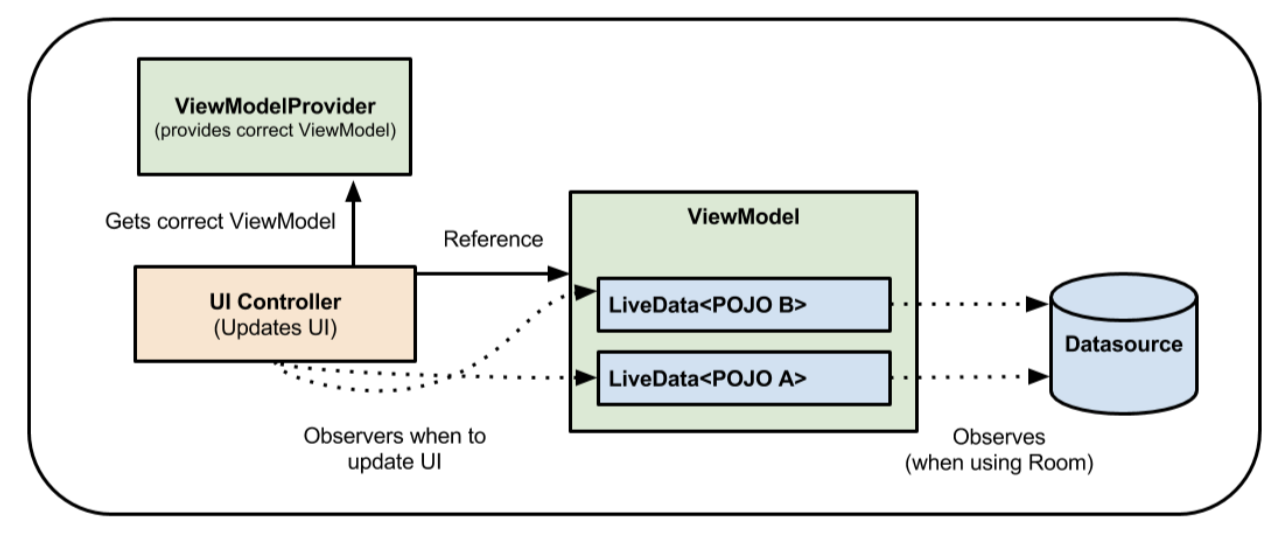 ViewModelProvider
(provides correct ViewModel)
Gets correct ViewModel
Reference
ViewModel
UI Controller
(Updates UI)
LiveData<POJO B>
LiveData<POJO A>
Datasource
Observers when to
update UI
Observes
(when using Room)